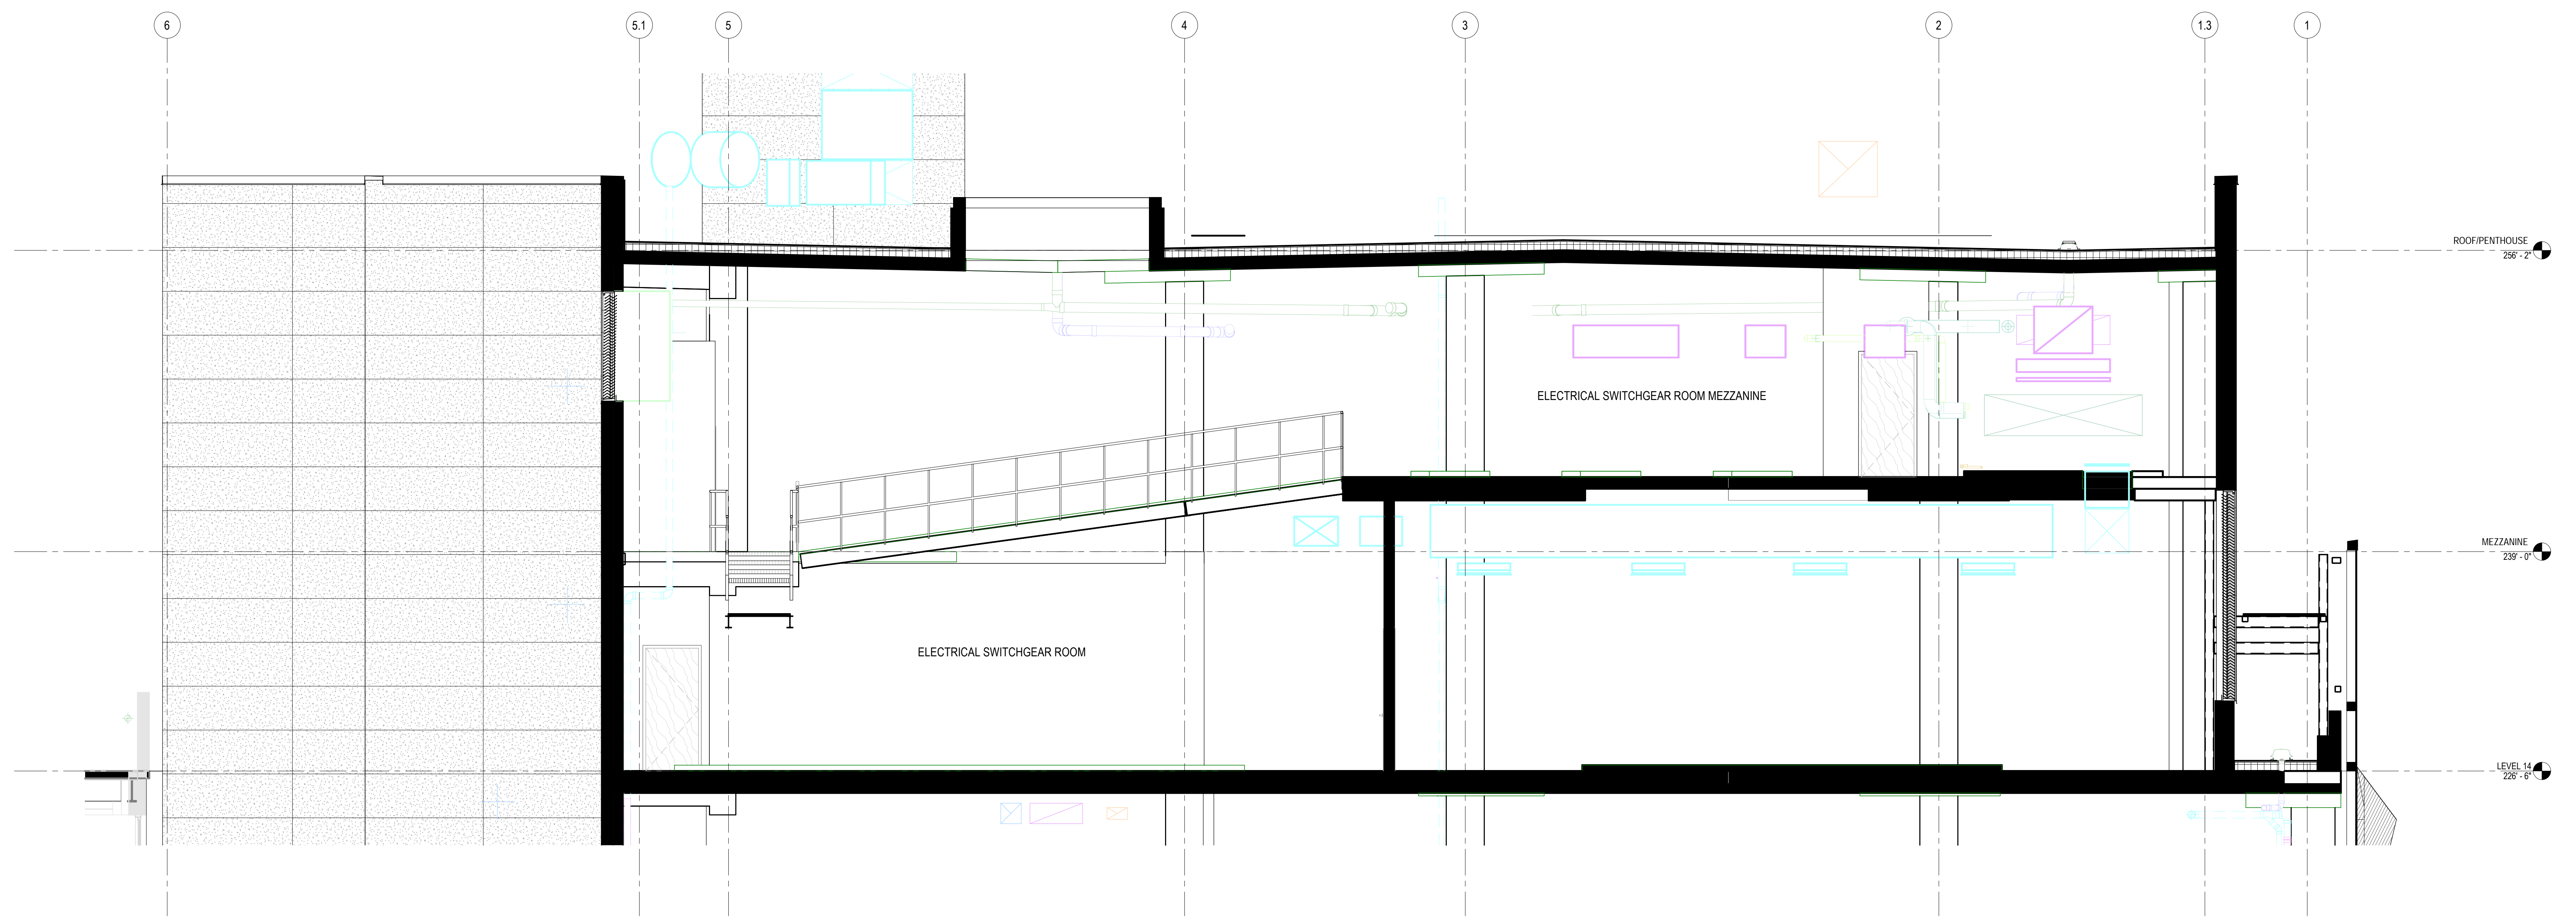 6
5.1
5
4
3
2
1.3
1
ROOF/PENTHOUSE
256' - 2"
ELECTRICAL SWITCHGEAR ROOM MEZZANINE
MEZZANINE
239' - 0"
ELECTRICAL SWITCHGEAR ROOM
LEVEL 14
226' - 6"